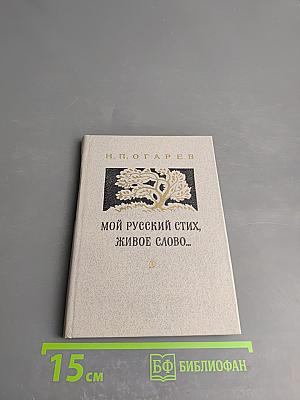 Н. П. ОГАРЕВ
МОЙ РУССКИЙ СТИХ,
ЖИВОЕ СЛОВО...
15 см
БФ БИБЛИОФАН